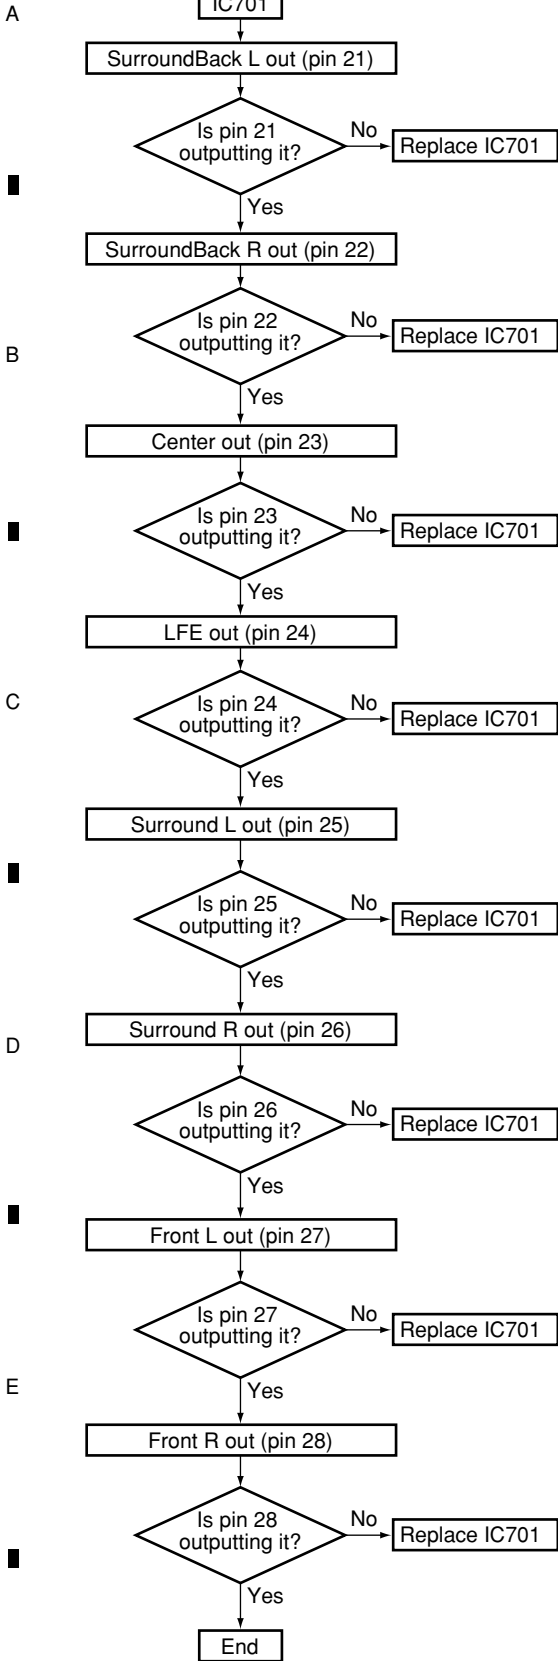 A
IC701
SurroundBack L out (pin 21)
Is pin 21
outputting it?
No
Replace IC701
Yes
SurroundBack R out (pin 22)
Is pin 22
outputting it?
No
Replace IC701
B
Yes
Center out (pin 23)
Is pin 23
outputting it?
No
Replace IC701
Yes
LFE out (pin 24)
C
Is pin 24
outputting it?
No
Replace IC701
Yes
Surround L out (pin 25)
Is pin 25
outputting it?
No
Replace IC701
Yes
Surround R out (pin 26)
D
Is pin 26
outputting it?
No
Replace IC701
Yes
Front L out (pin 27)
Is pin 27
outputting it?
No
Replace IC701
E
Yes
Front R out (pin 28)
Is pin 28
outputting it?
No
Replace IC701
Yes
End